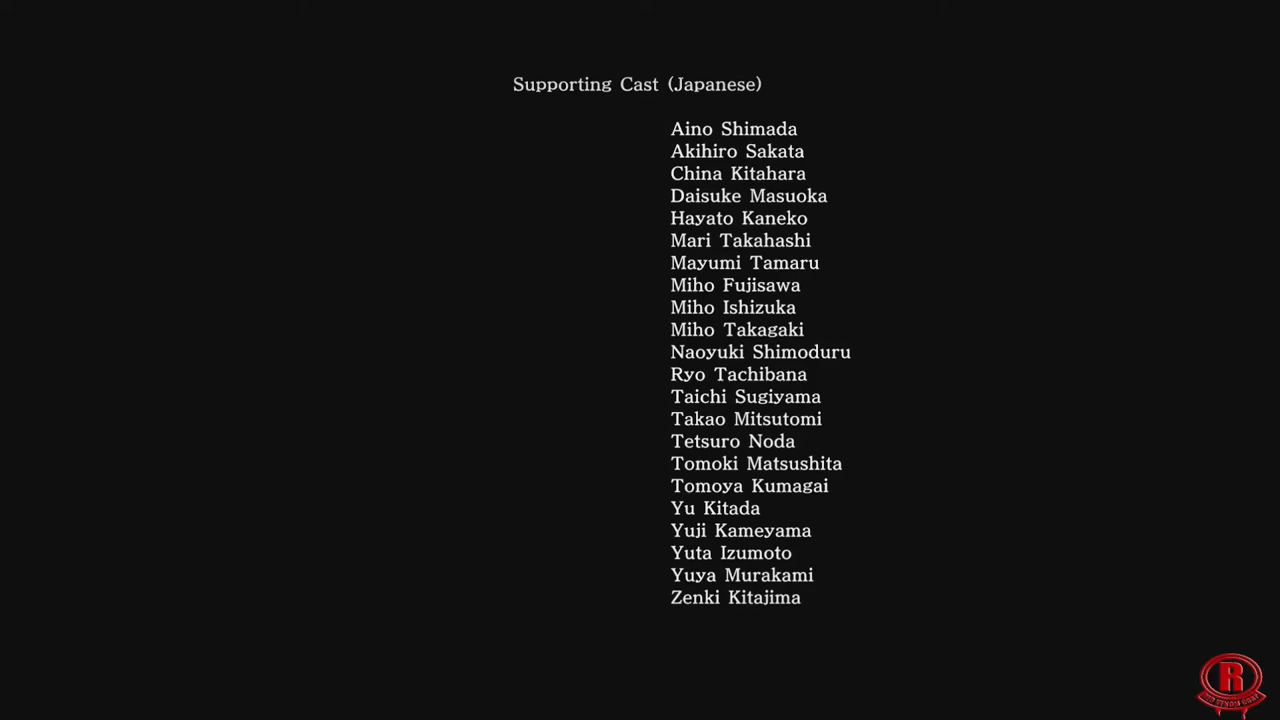 Supporting Cast (Japanese)
Aino Shimada
Akihiro Sakata
China Kitahara
Daisuke Masuoka
Hayato Kaneko
Mari Takahashi
Mayumi Tamaru
Miho Fujisawa
Miho Ishizuka
Miho Takagaki
Naoyuki Shimoduru
Ryo Tachibana
Taichi Sugiyama
Takao Mitsutomi
Tetsuro Noda
Tomoki Matsushita
Tomoya Kumagai
Yu Kitada
Yuji Kameyama
Yuta Izumoto
Yuya Murakami
Zenki Kitajima
R